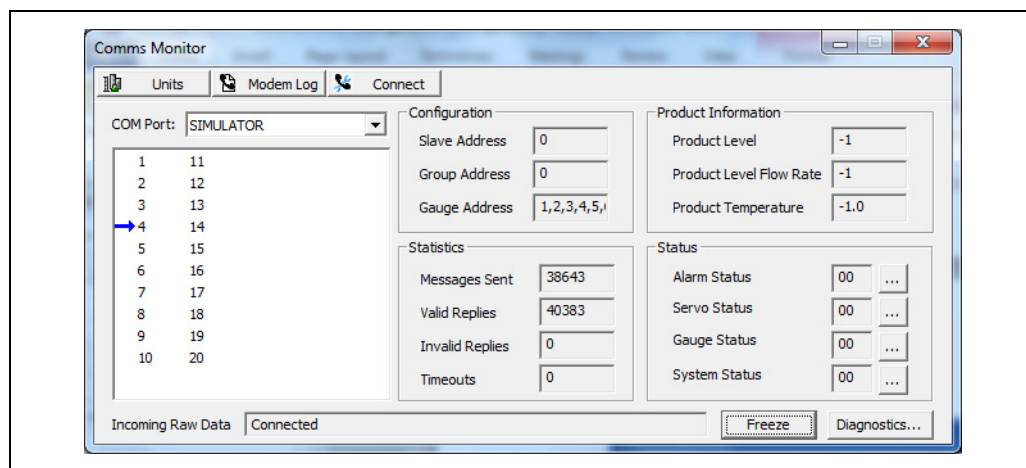 Comms Monitor
Units Modem Log Connect
COM Port: SIMULATOR
1 11
2 12
3 13
4 14
5 15
6 16
7 17
8 18
9 19
10 20
Configuration
Slave Address 0
Group Address 0
Gauge Address 1,2,3,4,5,
Statistics
Messages Sent 38643
Valid Replies 40383
Invalid Replies 0
Timeouts 0
Product Information
Product Level -1
Product Level Flow Rate -1
Product Temperature -1.0
Status
Alarm Status 00 ...
Servo Status 00 ...
Gauge Status 00 ...
System Status 00 ...
Incoming Raw Data Connected
Freeze Diagnostics...